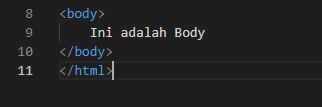 8 <body>
9 Ini adalah Body
10 </body>
11 </html>